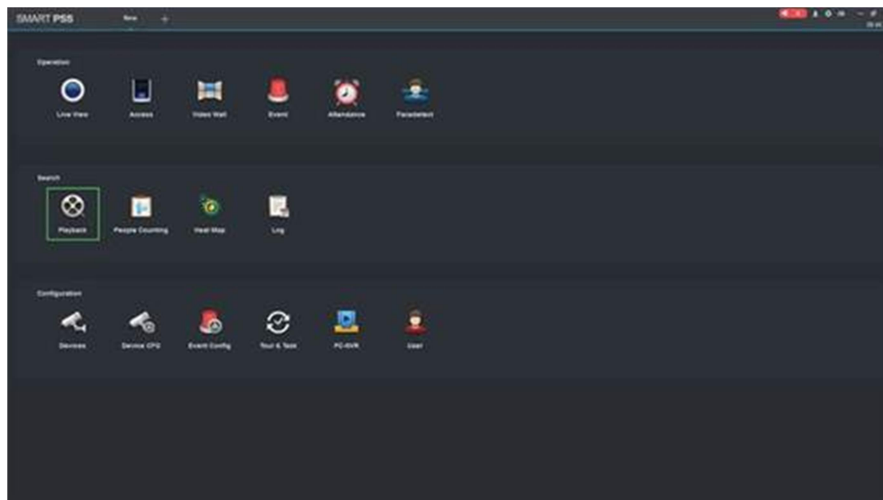 SMART PSS New +
Operation
Live View Access Video Wall Event Attendance Facedetect
Search
Playback People Counting Heat Map Log
Configuration
Devices Device CFG Event Config Tour & Task PC-NVR User